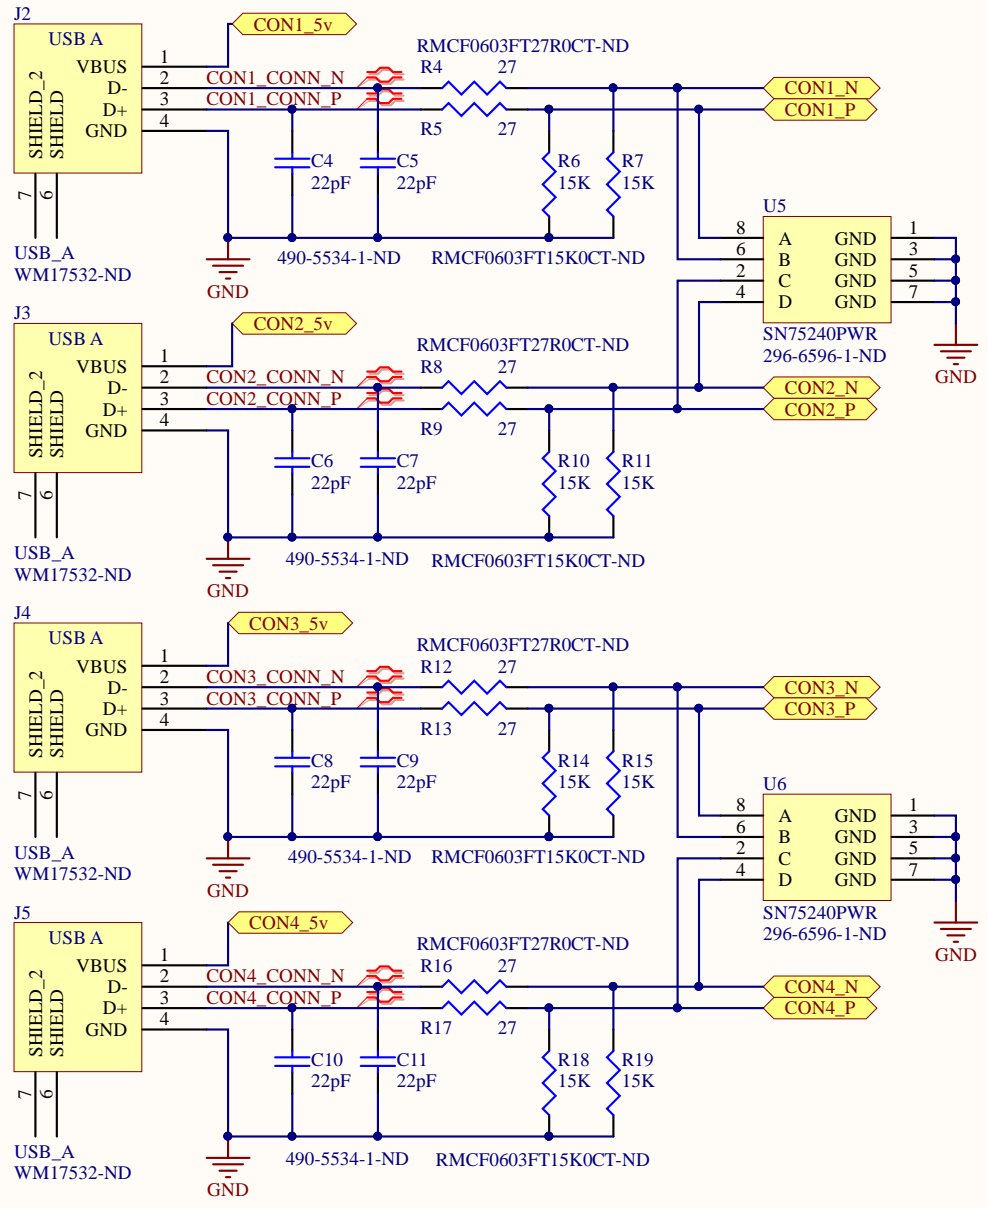 J2
USB A
VBUS 1
D- 2
D+ 3
GND 4
SHIELD_2
SHIELD
7
6
USB_A
WM17532-ND
CON1_5v
CON1_CONN_N
CON1_CONN_P
RMCF0603FT27R0CT-ND
R4 27
R5 27
C4
22pF
C5
22pF
R6
15K
R7
15K
GND
490-5534-1-ND
RMCF0603FT15K0CT-ND
CON1_N
CON1_P
U5
8 A GND 1
6 B GND 3
2 C GND 5
4 D GND 7
SN75240PWR
296-6596-1-ND
GND
J3
USB A
VBUS 1
D- 2
D+ 3
GND 4
SHIELD_2
SHIELD
7
6
USB_A
WM17532-ND
CON2_5v
CON2_CONN_N
CON2_CONN_P
RMCF0603FT27R0CT-ND
R8 27
R9 27
C6
22pF
C7
22pF
R10
15K
R11
15K
GND
490-5534-1-ND
RMCF0603FT15K0CT-ND
CON2_N
CON2_P
J4
USB A
VBUS 1
D- 2
D+ 3
GND 4
SHIELD_2
SHIELD
7
6
USB_A
WM17532-ND
CON3_5v
CON3_CONN_N
CON3_CONN_P
RMCF0603FT27R0CT-ND
R12 27
R13 27
C8
22pF
C9
22pF
R14
15K
R15
15K
GND
490-5534-1-ND
RMCF0603FT15K0CT-ND
CON3_N
CON3_P
U6
8 A GND 1
6 B GND 3
2 C GND 5
4 D GND 7
SN75240PWR
296-6596-1-ND
GND
J5
USB A
VBUS 1
D- 2
D+ 3
GND 4
SHIELD_2
SHIELD
7
6
USB_A
WM17532-ND
CON4_5v
CON4_CONN_N
CON4_CONN_P
RMCF0603FT27R0CT-ND
R16 27
R17 27
C10
22pF
C11
22pF
R18
15K
R19
15K
GND
490-5534-1-ND
RMCF0603FT15K0CT-ND
CON4_N
CON4_P